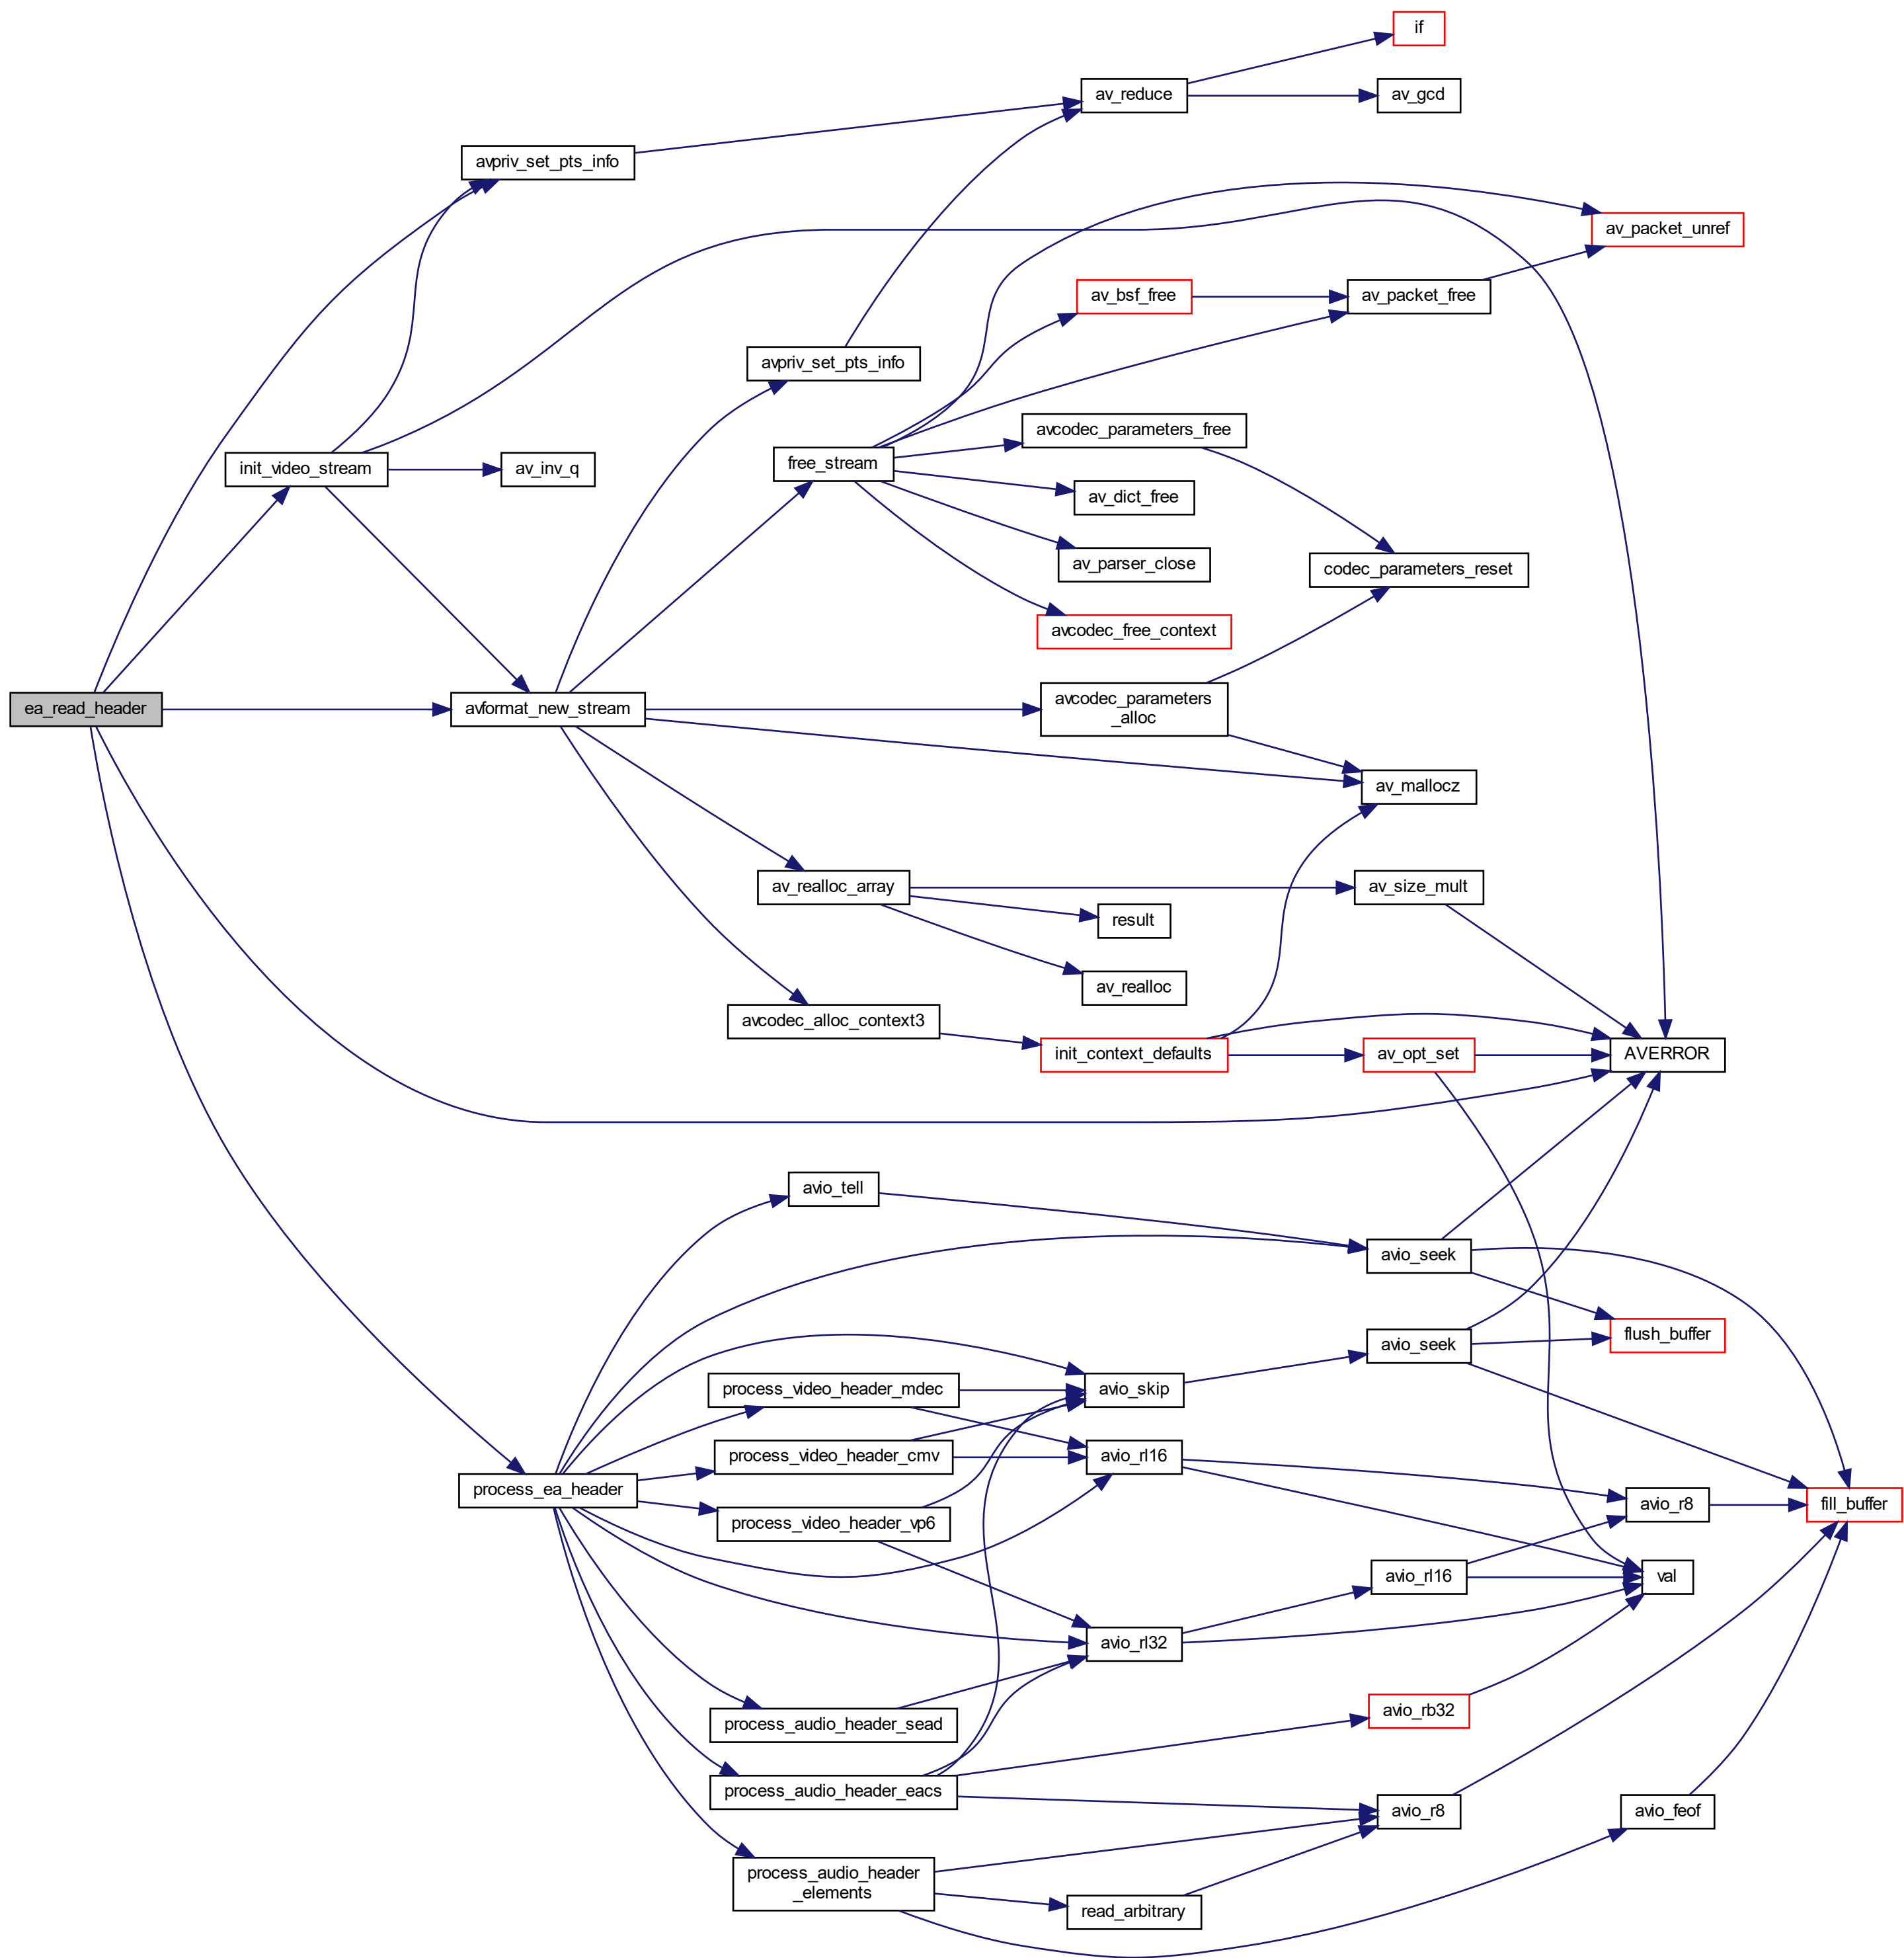 if
av_reduce
av_gcd
avpriv_set_pts_info
av_packet_unref
av_bsf_free
av_packet_free
avpriv_set_pts_info
avcodec_parameters_free
init_video_stream
av_inv_q
free_stream
av_dict_free
av_parser_close
codec_parameters_reset
avcodec_free_context
ea_read_header
avformat_new_stream
avcodec_parameters
_alloc
av_mallocz
av_realloc_array
av_size_mult
result
av_realloc
avcodec_alloc_context3
init_context_defaults
av_opt_set
AVERROR
avio_tell
avio_seek
flush_buffer
avio_seek
process_video_header_mdec
avio_skip
process_video_header_cmv
avio_rl16
process_ea_header
process_video_header_vp6
avio_r8
fill_buffer
avio_rl16
val
avio_rl32
process_audio_header_sead
avio_rb32
process_audio_header_eacs
avio_r8
avio_feof
process_audio_header
_elements
read_arbitrary